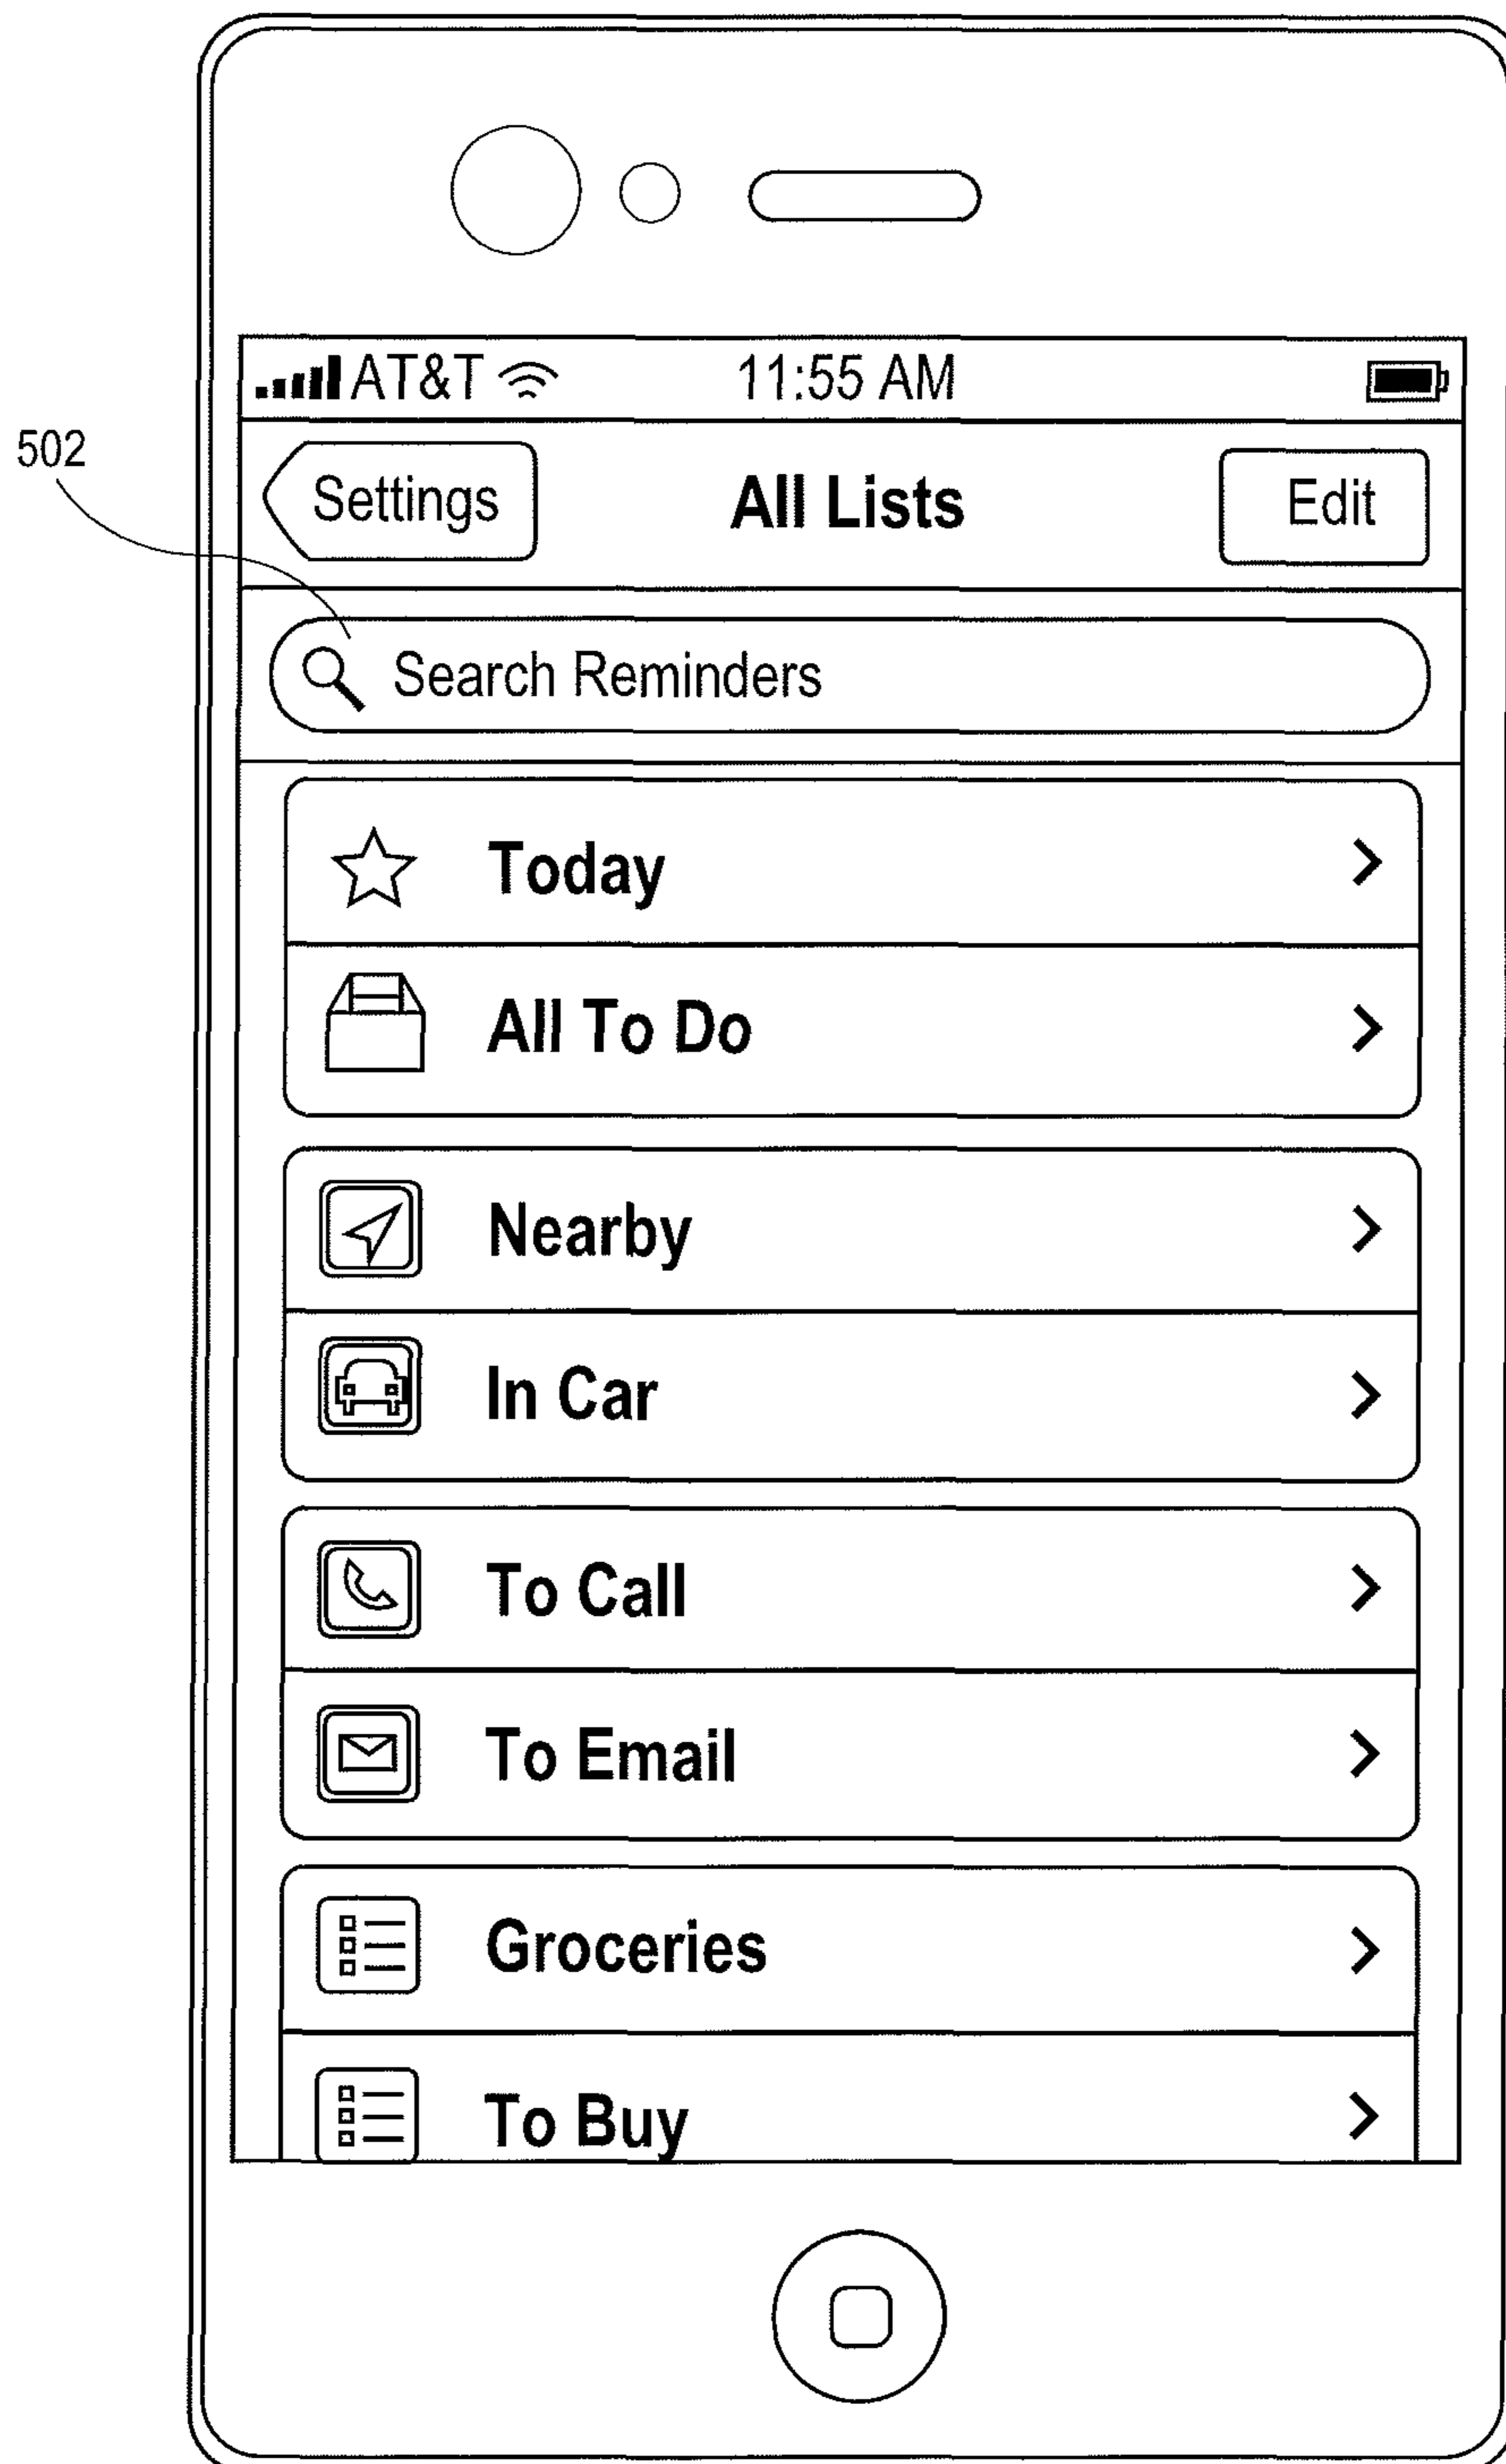 AT&T 11:55 AM
502
Settings All Lists Edit
Search Reminders
Today
All To Do
Nearby
In Car
To Call
To Email
Groceries
To Buy